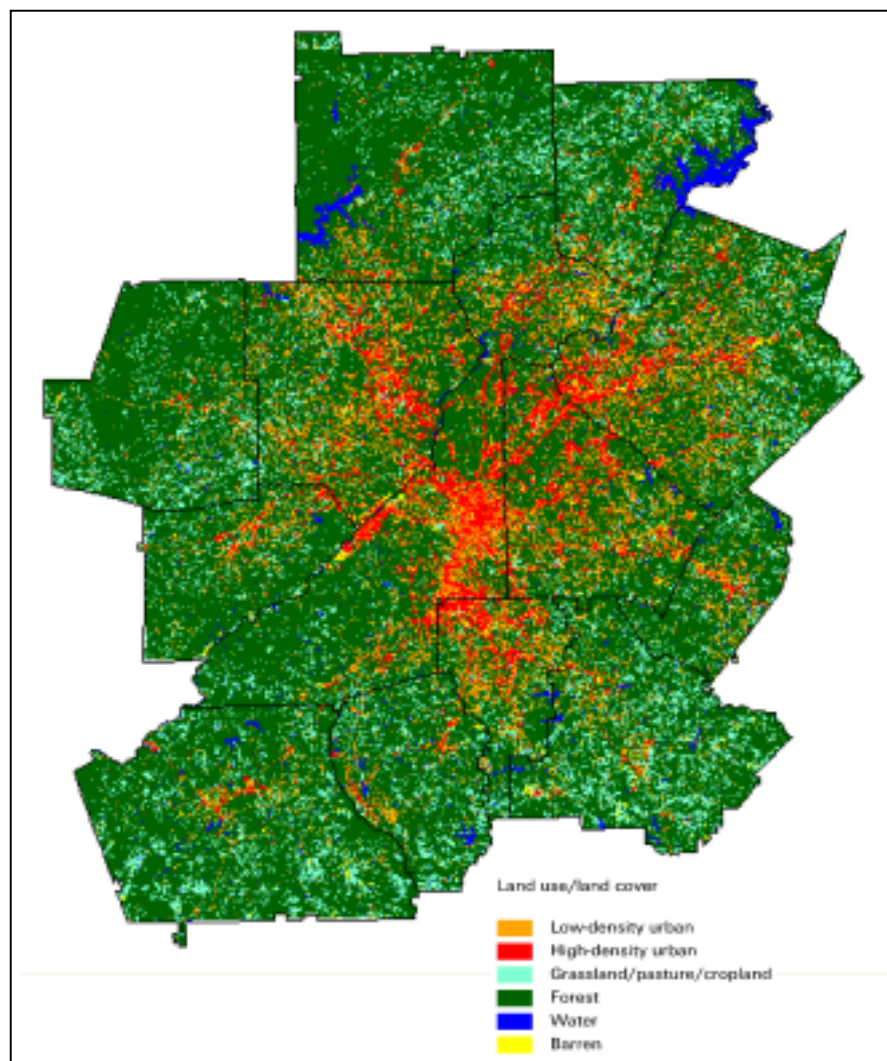 Land use/land cover
Low-density urban
High-density urban
Grassland/pasture/cropland
Forest
Water
Barren